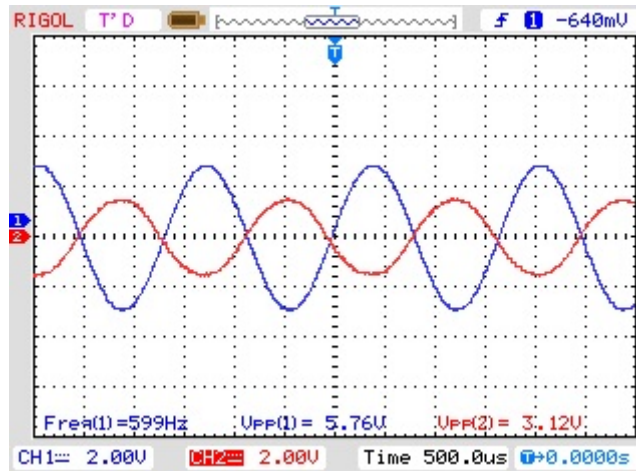 RIGOL T'D T 1 -640mV
T
1
2
Freq(1)=599Hz Vpp(1)= 5.76V Vpp(2)= 3.12V
CH1 2.00V CH2 2.00V Time 500.0us T→0.0000s